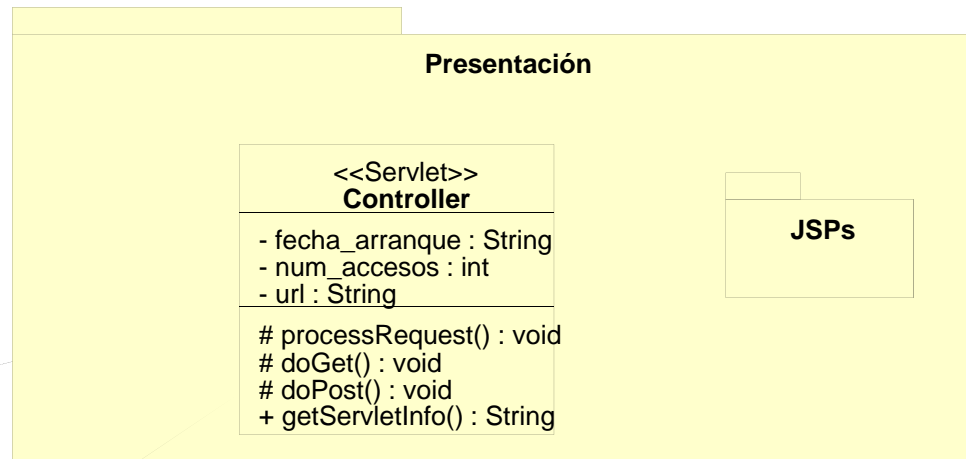 Presentación
<<Servlet>>
Controller
- fecha_arranque : String
- num_accesos : int
- url : String
# processRequest() : void
# doGet() : void
# doPost() : void
+ getServletInfo() : String
JSPs